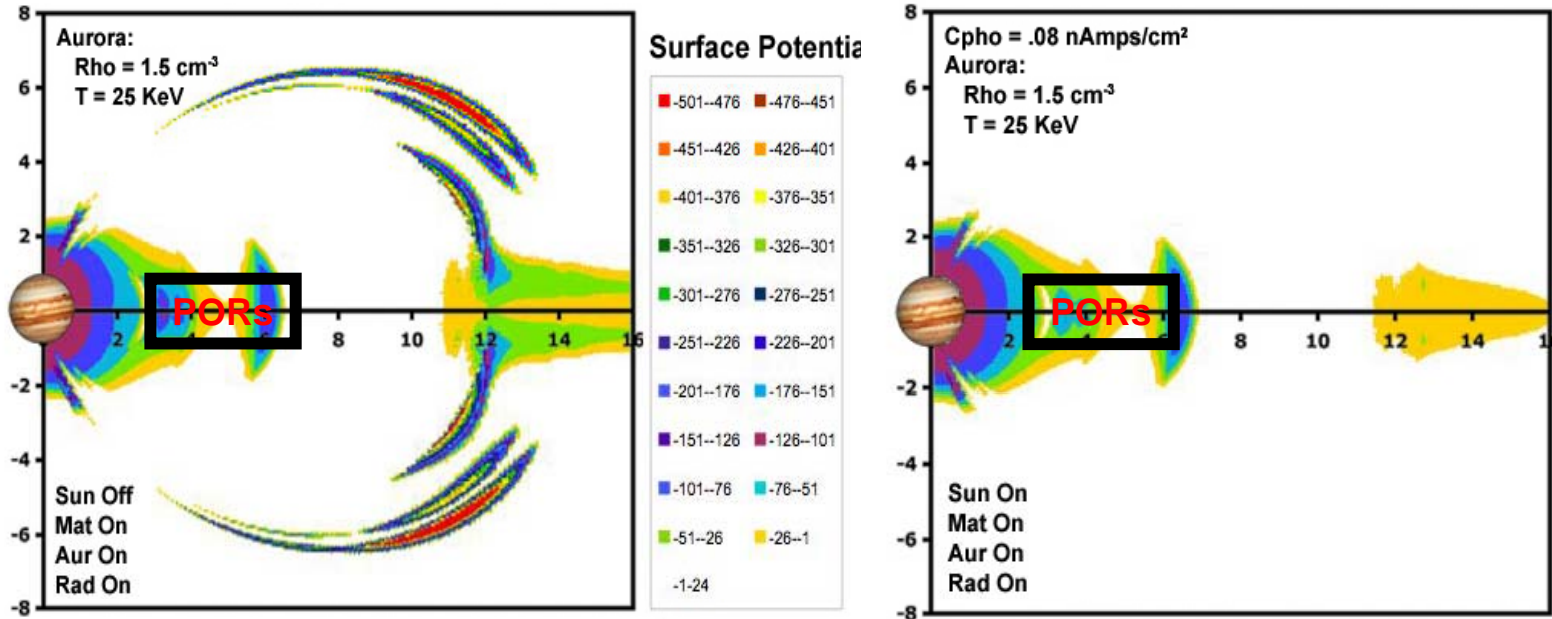 8
6
4
2
-2
-4
-6
-8
2
4
6
8
10
12
14
16
Aurora:
Rho = 1.5 cm⁻³
T = 25 KeV
PORs
Sun Off
Mat On
Aur On
Rad On
Surface Potentia
-501--476 -476--451
-451--426 -426--401
-401--376 -376--351
-351--326 -326--301
-301--276 -276--251
-251--226 -226--201
-201--176 -176--151
-151--126 -126--101
-101--76 -76--51
-51--26 -26--1
-1-24
8
6
4
2
-2
-4
-6
-8
2
4
6
8
10
12
14
Cpho = .08 nAmps/cm²
Aurora:
Rho = 1.5 cm⁻³
T = 25 KeV
PORs
Sun On
Mat On
Aur On
Rad On